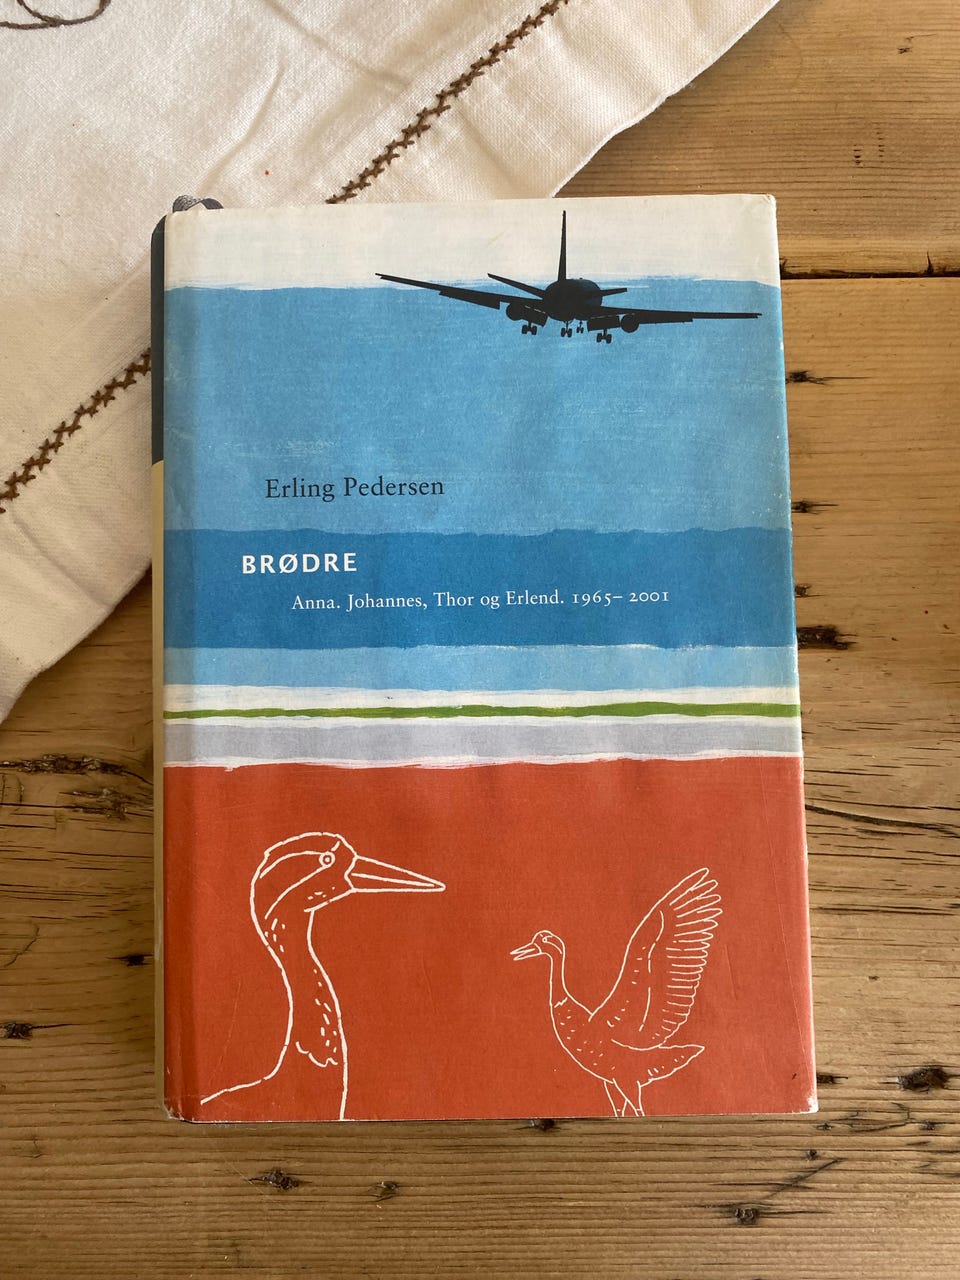 Erling Pedersen
BRØDRE
Anna. Johannes, Thor og Erlend. 1965– 2001